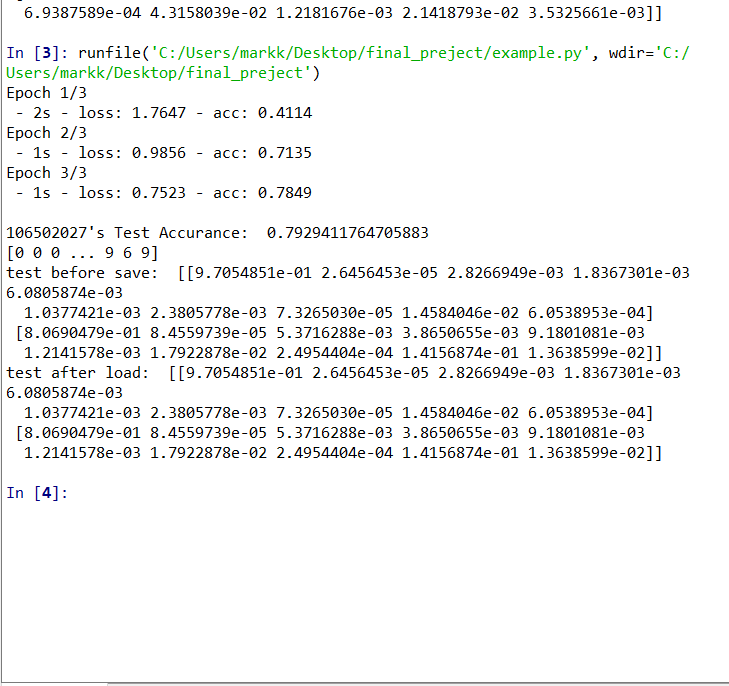 6.9387589e-04 4.3158039e-02 1.2181676e-03 2.1418793e-02 3.5325661e-03]]
In [3]: runfile('C:/Users/markk/Desktop/final_preject/example.py', wdir='C:/
Users/markk/Desktop/final_preject')
Epoch 1/3
- 2s - loss: 1.7647 - acc: 0.4114
Epoch 2/3
- 1s - loss: 0.9856 - acc: 0.7135
Epoch 3/3
- 1s - loss: 0.7523 - acc: 0.7849
106502027's Test Accurance:  0.7929411764705883
[0 0 0 ... 9 6 9]
test before save:  [[9.7054851e-01 2.6456453e-05 2.8266949e-03 1.8367301e-03
6.0805874e-03
1.0377421e-03 2.3805778e-03 7.3265030e-05 1.4584046e-02 6.0538953e-04]
[8.0690479e-01 8.4559739e-05 5.3716288e-03 3.8650655e-03 9.1801081e-03
1.2141578e-03 1.7922878e-02 2.4954404e-04 1.4156874e-01 1.3638599e-02]]
test after load:  [[9.7054851e-01 2.6456453e-05 2.8266949e-03 1.8367301e-03
6.0805874e-03
1.0377421e-03 2.3805778e-03 7.3265030e-05 1.4584046e-02 6.0538953e-04]
[8.0690479e-01 8.4559739e-05 5.3716288e-03 3.8650655e-03 9.1801081e-03
1.2141578e-03 1.7922878e-02 2.4954404e-04 1.4156874e-01 1.3638599e-02]]
In [4]: